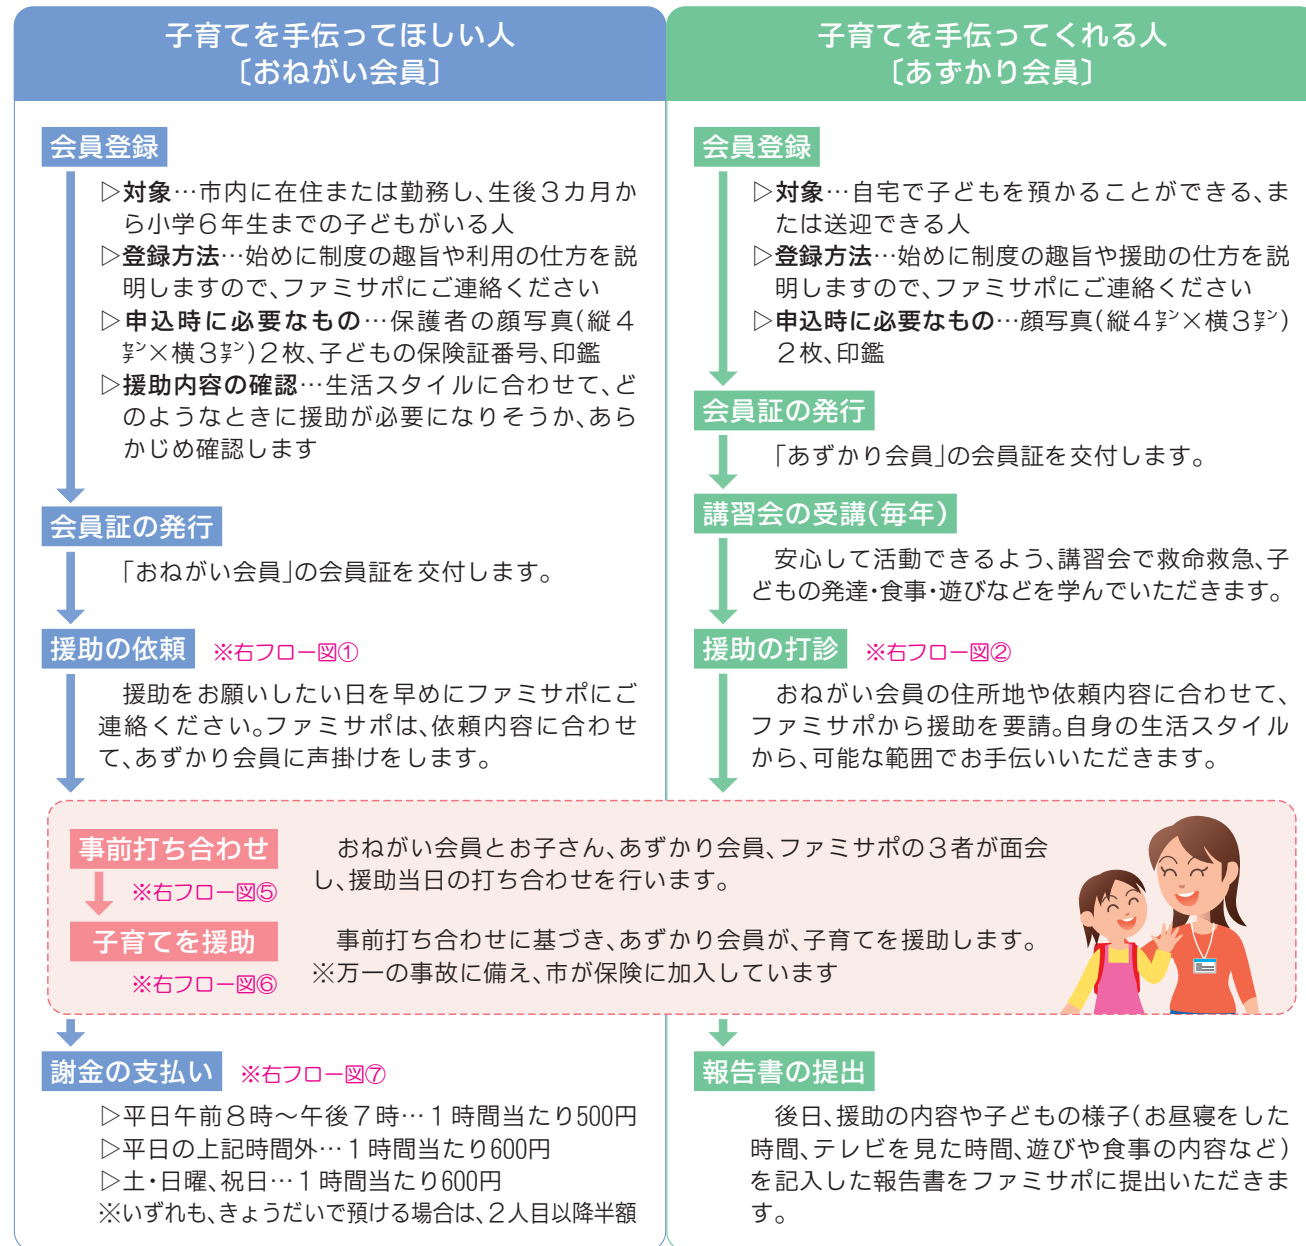 子育てを手伝ってほしい人
〔おねがい会員〕
会員登録
▷対象…市内に在住または勤務し、生後３カ月か
ら小学６年生までの子どもがいる人
▷登録方法…始めに制度の趣旨や利用の仕方を説
明しますので、ファミサポにご連絡ください
▷申込時に必要なもの…保護者の顔写真(縦４
㌢×横３㌢)２枚、子どもの保険証番号、印鑑
▷援助内容の確認…生活スタイルに合わせて、ど
のようなときに援助が必要になりそうか、あら
かじめ確認します
会員証の発行
「おねがい会員」の会員証を交付します。
援助の依頼 ※右フロー図①
援助をお願いしたい日を早めにファミサポにご
連絡ください。ファミサポは、依頼内容に合わせ
て、あずかり会員に声掛けをします。
子育てを手伝ってくれる人
〔あずかり会員〕
会員登録
▷対象…自宅で子どもを預かることができる、ま
たは送迎できる人
▷登録方法…始めに制度の趣旨や援助の仕方を説
明しますので、ファミサポにご連絡ください
▷申込時に必要なもの…顔写真(縦４㌢×横３㌢)
２枚、印鑑
会員証の発行
「あずかり会員」の会員証を交付します。
講習会の受講(毎年)
安心して活動できるよう、講習会で救命救急、子
どもの発達・食事・遊びなどを学んでいただきます。
援助の打診 ※右フロー図②
おねがい会員の住所地や依頼内容に合わせて、
ファミサポから援助を要請。自身の生活スタイル
から、可能な範囲でお手伝いいただきます。
事前打ち合わせ
※右フロー図⑤
おねがい会員とお子さん、あずかり会員、ファミサポの３者が面会
し、援助当日の打ち合わせを行います。
子育てを援助
※右フロー図⑥
事前打ち合わせに基づき、あずかり会員が、子育てを援助します。
※万一の事故に備え、市が保険に加入しています
謝金の支払い ※右フロー図⑦
▷平日午前８時～午後７時…１時間当たり500円
▷平日の上記時間外…１時間当たり600円
▷土・日曜、祝日…１時間当たり600円
※いずれも、きょうだいで預ける場合は、２人目以降半額
報告書の提出
後日、援助の内容や子どもの様子(お昼寝をした
時間、テレビを見た時間、遊びや食事の内容など)
を記入した報告書をファミサポに提出いただきま
す。